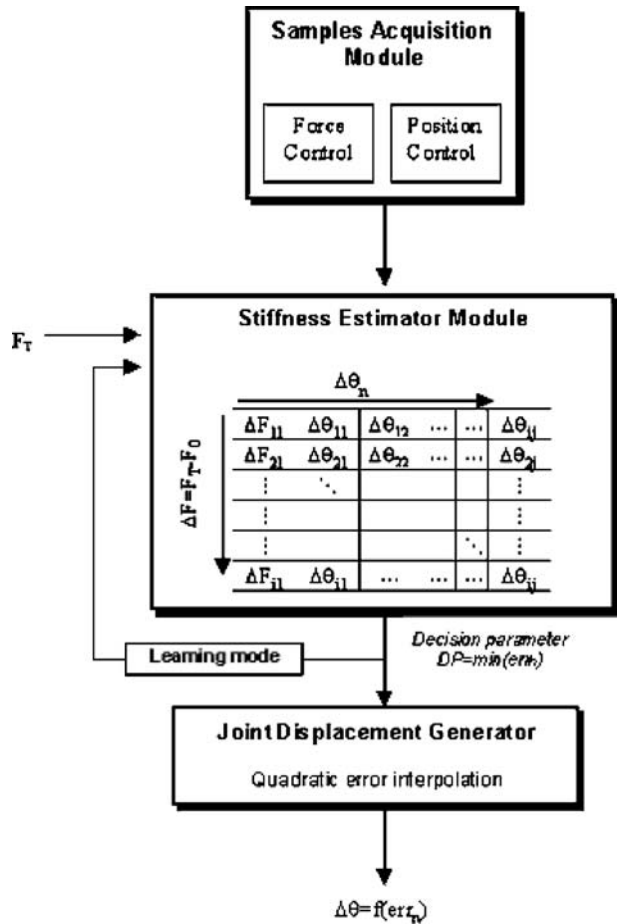 Samples Acquisition
Module
Force
Control
Position
Control
Stiffness Estimator Module
F_T
Δθ_n
ΔF=F_T-F_0
ΔF_11 Δθ_11 Δθ_12 ... ... Δθ_ij
ΔF_21 Δθ_21 Δθ_22 ... ... Δθ_2j
⋮ ⋱ ⋮
⋮ ⋮
⋮ ⋱ ⋮
ΔF_i1 Δθ_i1 ... ... ... Δθ_ij
Learning mode
Decision parameter
DP=min(err_n)
Joint Displacement Generator
Quadratic error interpolation
Δθ=f(err_n)